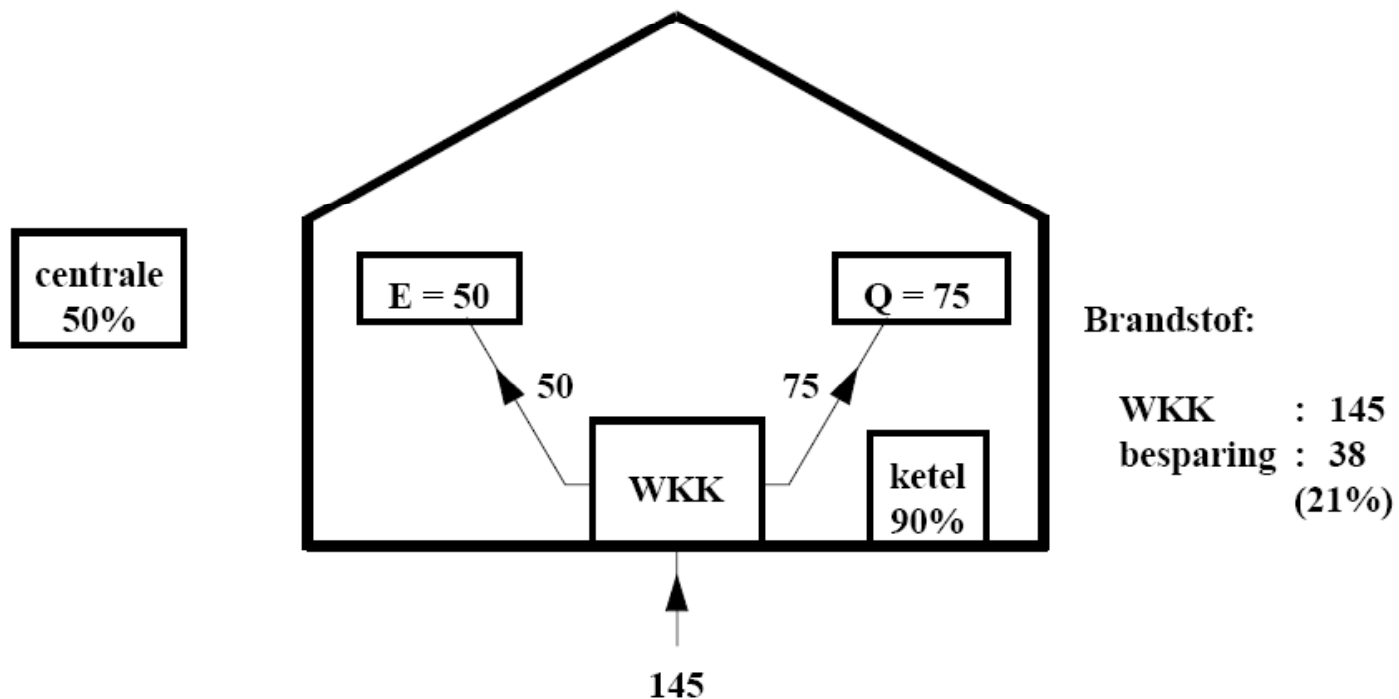 centrale
50%
E = 50
Q = 75
50
75
WKK
ketel
90%
145
Brandstof:
WKK : 145
besparing : 38
(21%)